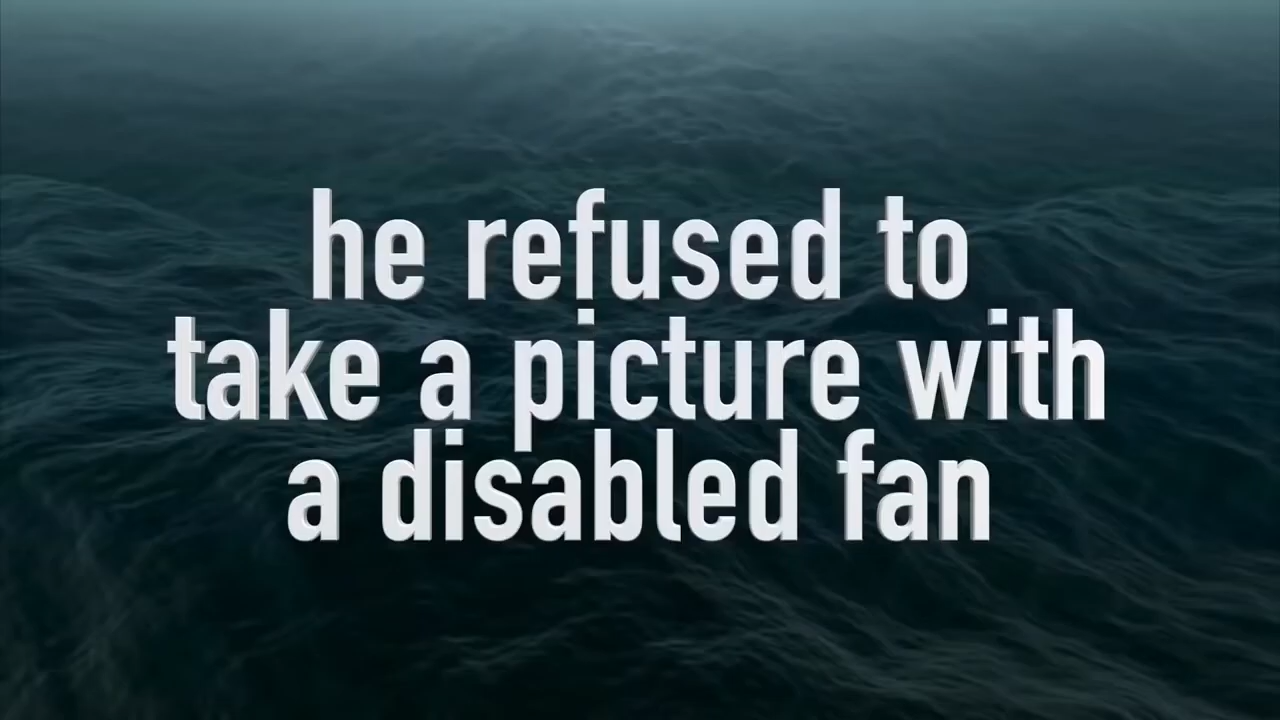 he refused to
take a picture with
a disabled fan